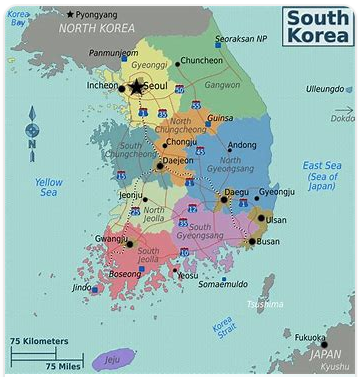 South
Korea
Korea
Bay
Pyongyang
NORTH KOREA
Panmunjeom
Seoraksan NP
Gyeonggi
Chuncheon
Gangwon
Incheon
Seoul
Ulleungdo
Dokdo
North
Chungcheong
Guinsa
South
Chungcheong
Chongju
Andong
Daejeon
North
Gyeongsang
East Sea
(Sea of
Japan)
Yellow
Sea
Jeonju
North
Jeolla
Daegu
Gyeongju
Ulsan
South
Gyeongsang
Busan
Gwangju
South
Jeolla
Boseong
Yeosu
Jindo
Somaemuldo
Tsushima
Korea
Strait
Fukuoka
JAPAN
Kyushu
75 Kilometers
75 Miles
Jeju